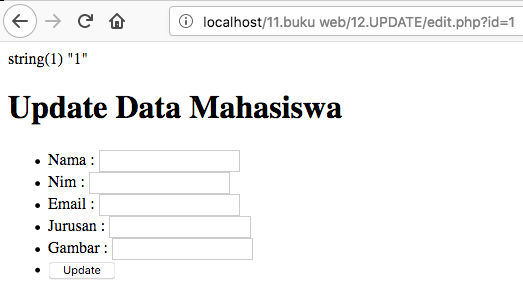 localhost/11.buku web/12.UPDATE/edit.php?id=1
string(1) "1"
Update Data Mahasiswa
Nama :
Nim :
Email :
Jurusan :
Gambar :
Update